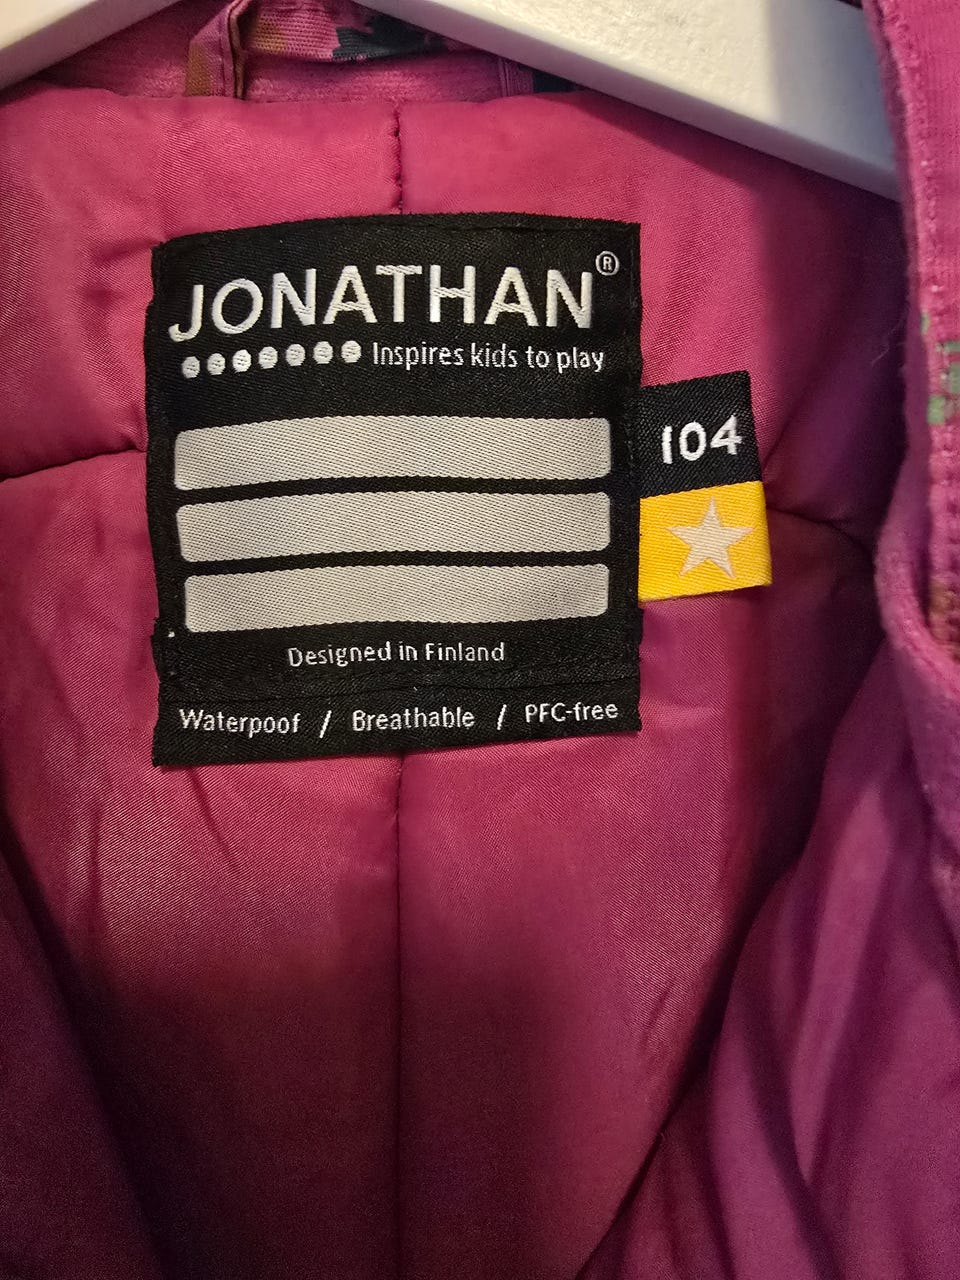 JONATHAN®
Inspires kids to play
104
Designed in Finland
Waterpoof / Breathable / PFC-free